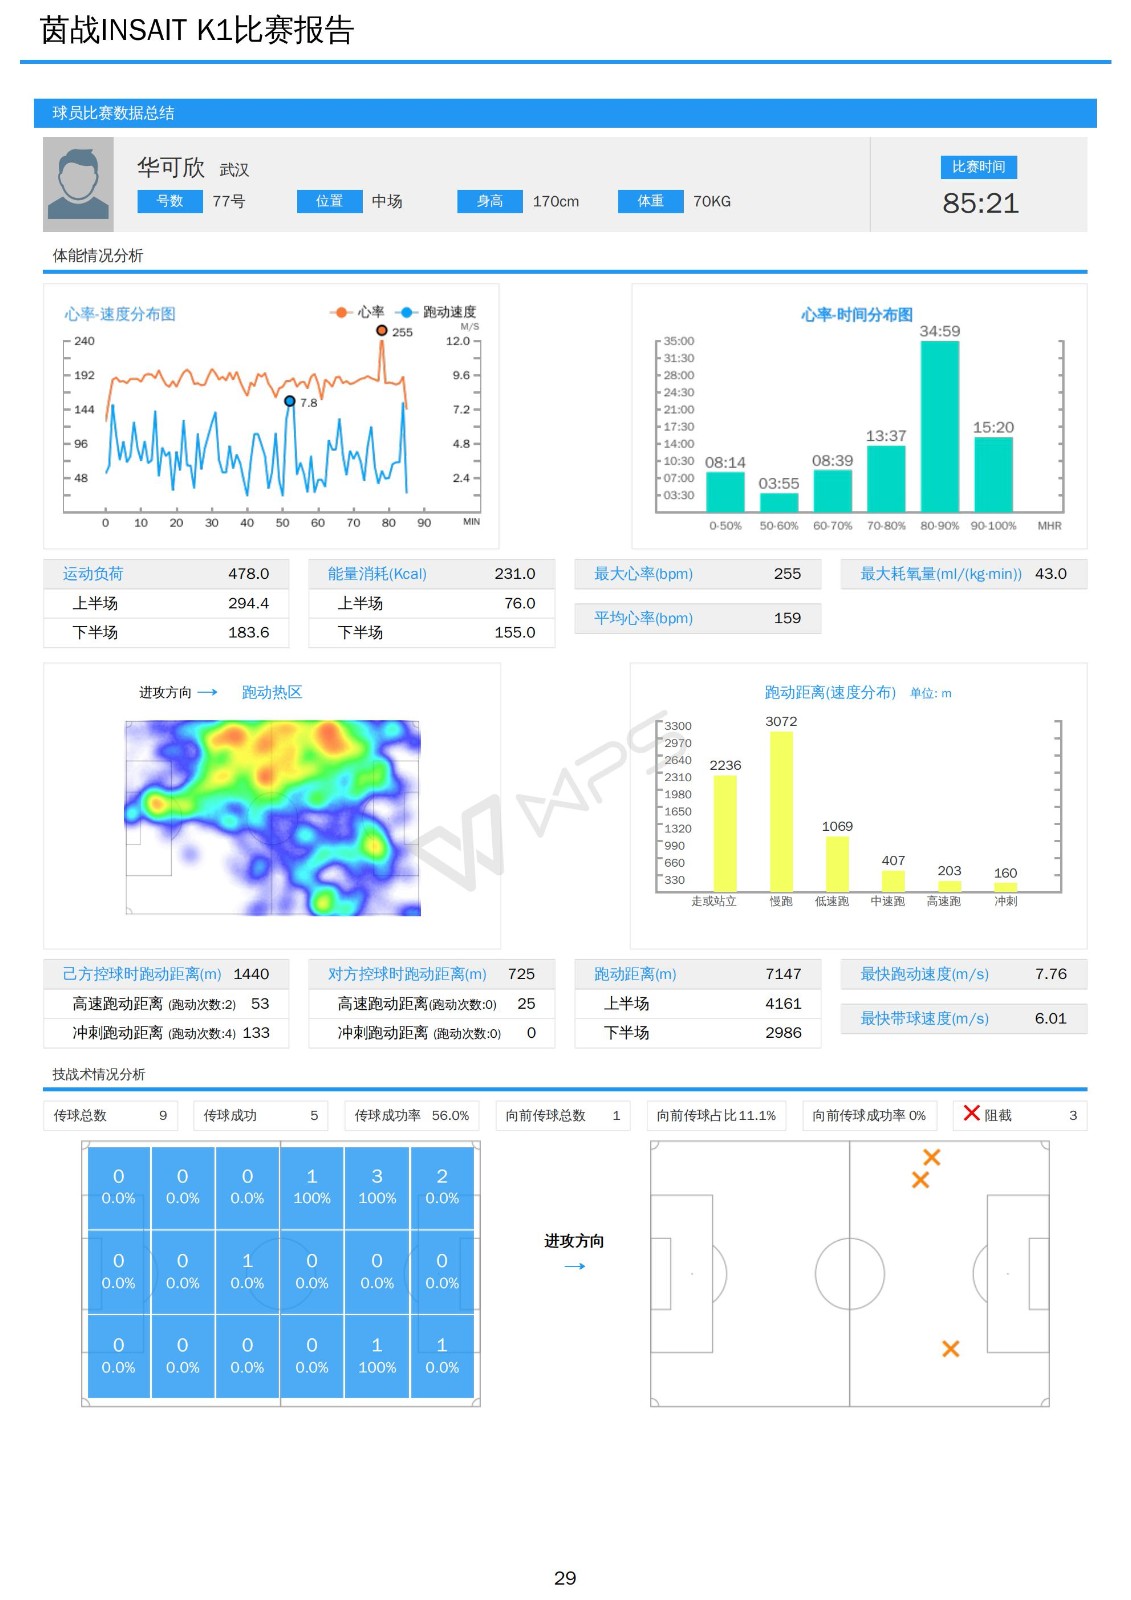 茵战INSAIT K1比赛报告
球员比赛数据总结
华可欣 武汉
号数 77号 位置 中场 身高 170cm 体重 70KG
比赛时间
85:21
体能情况分析
心率-速度分布图
心率 跑动速度
M/S
255
7.8
240 12.0
192 9.6
144 7.2
96 4.8
48 2.4
0 10 20 30 40 50 60 70 80 90 MIN
心率-时间分布图
35:00
31:30
28:00
24:30
21:00
17:30
14:00
10:30
07:00
03:30
08:14 03:55 08:39 13:37 34:59 15:20
0-50% 50-60% 60-70% 70-80% 80-90% 90-100% MHR
运动负荷 478.0
上半场 294.4
下半场 183.6
能量消耗(Kcal) 231.0
上半场 76.0
下半场 155.0
最大心率(bpm) 255
平均心率(bpm) 159
最大耗氧量(ml/(kg·min)) 43.0
进攻方向 → 跑动热区
跑动距离(速度分布) 单位: m
3300
2970
2640
2310
1980
1650
1320
990
660
330
2236 3072 1069 407 203 160
走或站立 慢跑 低速跑 中速跑 高速跑 冲刺
WPS
己方控球时跑动距离(m) 1440
高速跑动距离 (跑动次数:2) 53
冲刺跑动距离 (跑动次数:4) 133
对方控球时跑动距离(m) 725
高速跑动距离(跑动次数:0) 25
冲刺跑动距离 (跑动次数:0) 0
跑动距离(m) 7147
上半场 4161
下半场 2986
最快跑动速度(m/s) 7.76
最快带球速度(m/s) 6.01
技战术情况分析
传球总数 9 传球成功 5 传球成功率 56.0% 向前传球总数 1 向前传球占比11.1% 向前传球成功率 0% 阻截 3
0 0 0 1 3 2
0.0% 0.0% 0.0% 100% 100% 0.0%
0 0 1 0 0 0
0.0% 0.0% 0.0% 0.0% 0.0% 0.0%
0 0 0 0 1 1
0.0% 0.0% 0.0% 0.0% 100% 0.0%
进攻方向
→
29